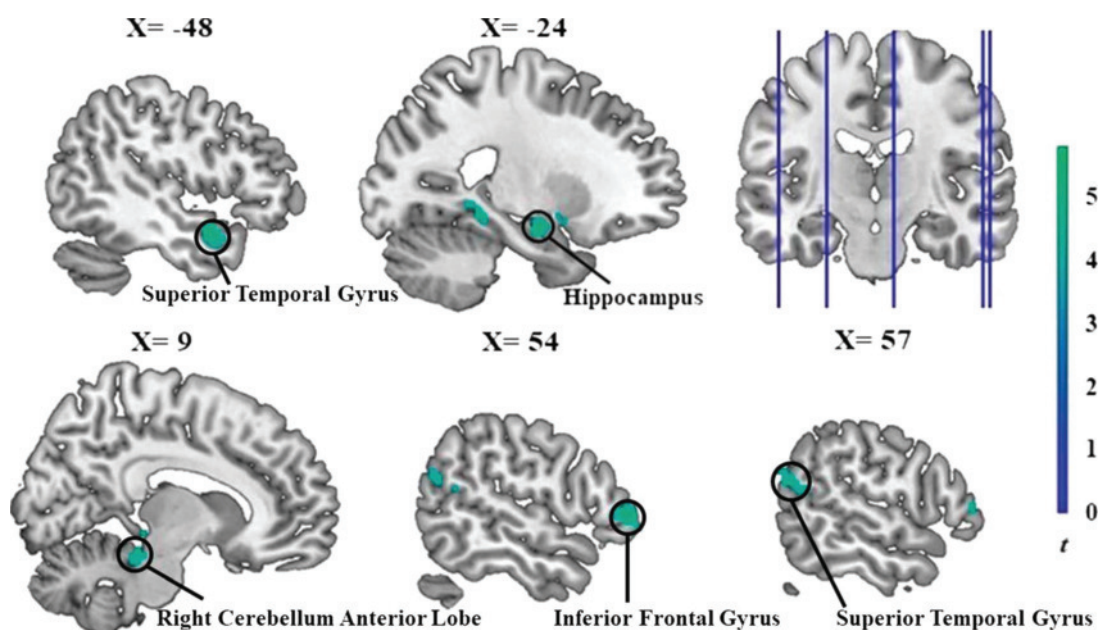 X= -48
X= -24
Superior Temporal Gyrus
Hippocampus
X= 9
X= 54
X= 57
Right Cerebellum Anterior Lobe
Inferior Frontal Gyrus
Superior Temporal Gyrus
5
4
3
2
1
0
t